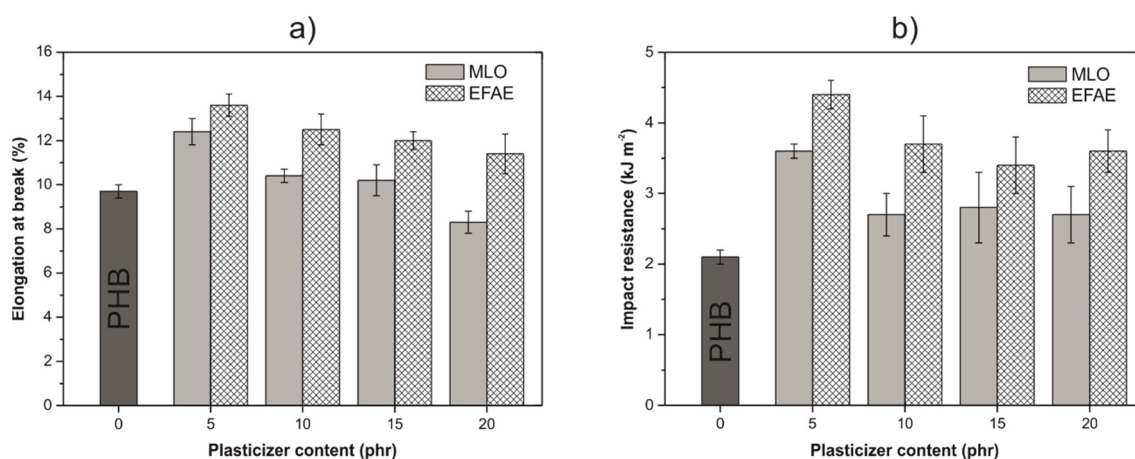 a)
Elongation at break (%)
16
14
12
10
8
6
4
2
0
MLO
EFAE
PHB
0 5 10 15 20
Plasticizer content (phr)
b)
Impact resistance (kJ m⁻²)
5
4
3
2
1
0
MLO
EFAE
PHB
0 5 10 15 20
Plasticizer content (phr)